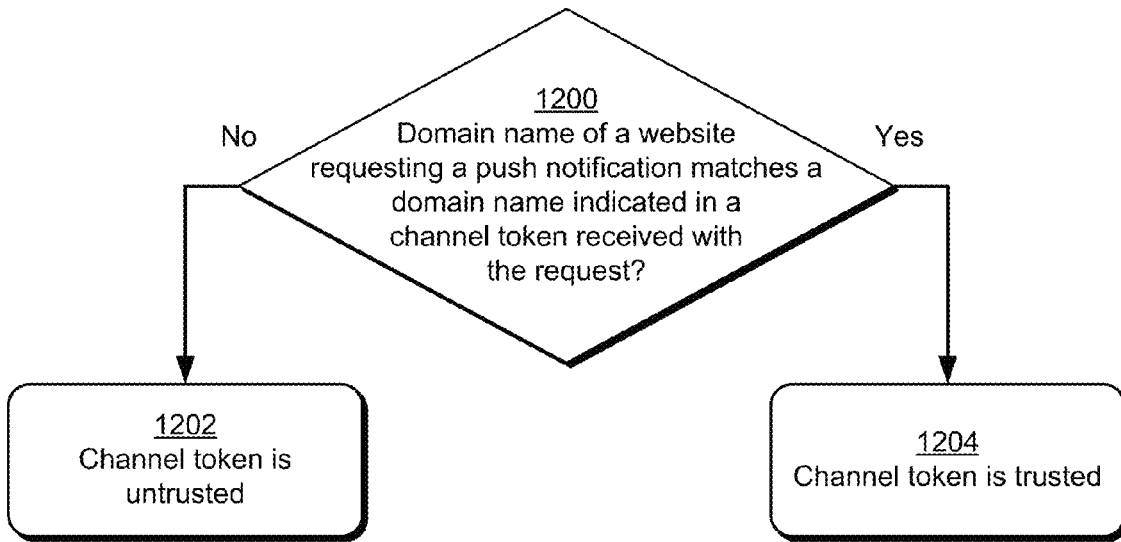 1200
No
Domain name of a website
Yes
requesting a push notification matches a
domain name indicated in a
channel token received with
the request?
1202
Channel token is
untrusted
1204
Channel token is trusted